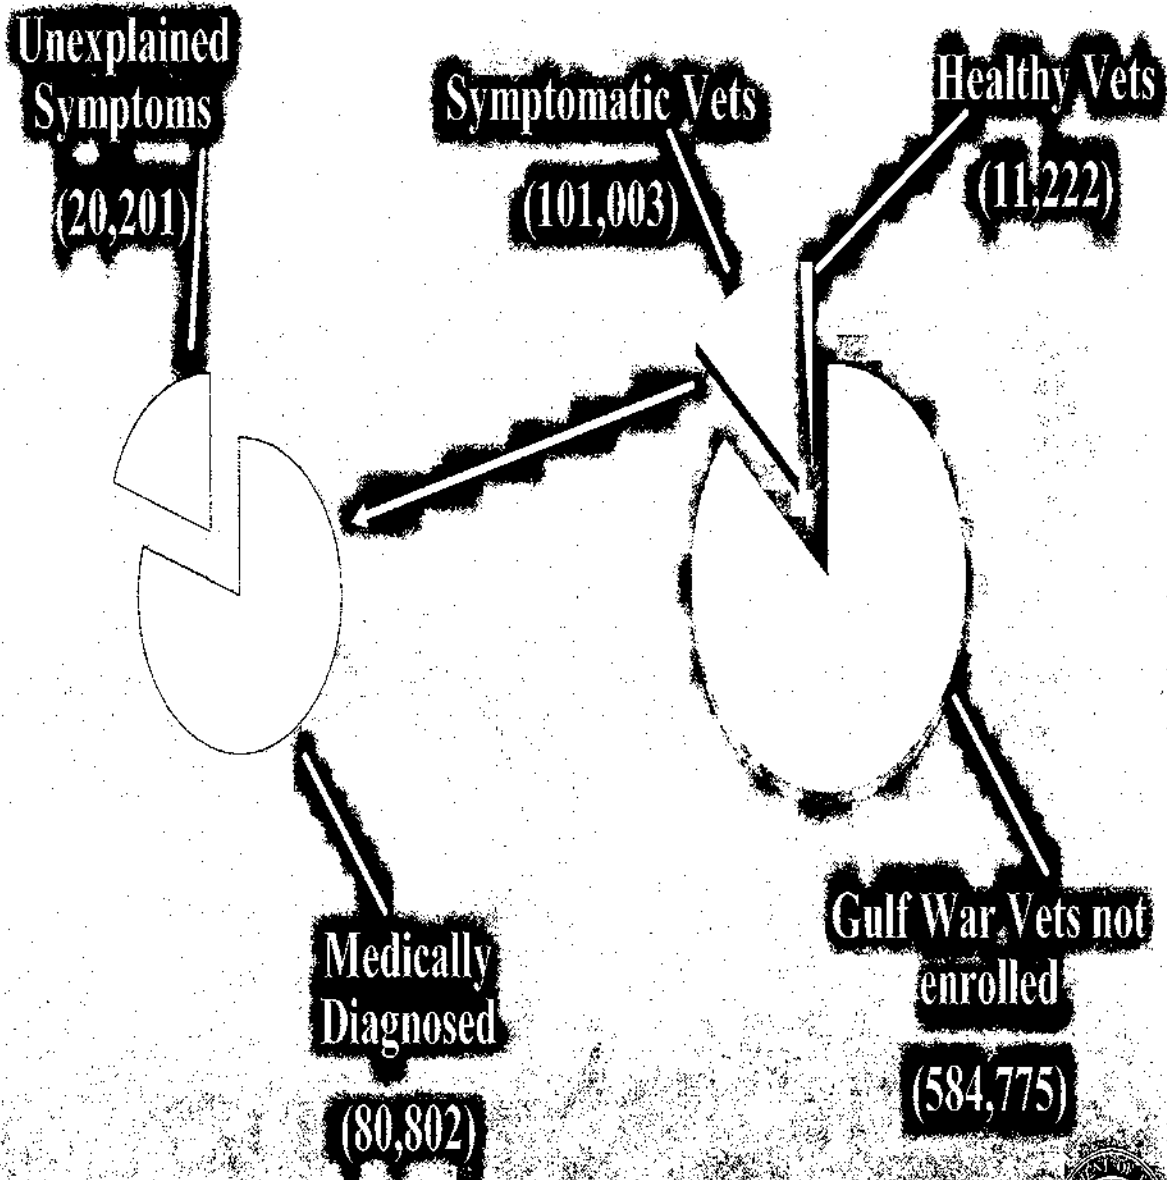 Unexplained
Symptoms
(20,201)
Symptomatic Vets
(101,003)
Healthy Vets
(11,222)
Medically
Diagnosed
(80,802)
Gulf War Vets not
enrolled
(584,775)